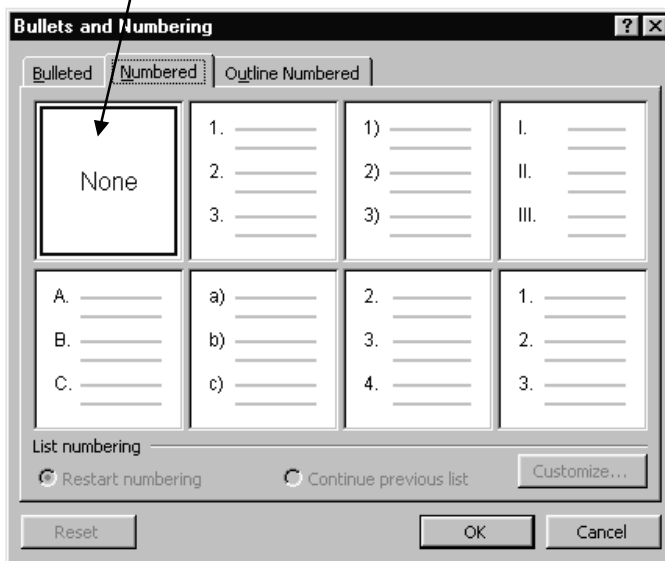 Bullets and Numbering ? X
Bulleted Numbered Outline Numbered
None
1.
2.
3.
1)
2)
3)
I.
II.
III.
A.
B.
C.
a)
b)
c)
2.
3.
4.
1.
2.
3.
List numbering
Restart numbering Continue previous list Customize...
Reset OK Cancel